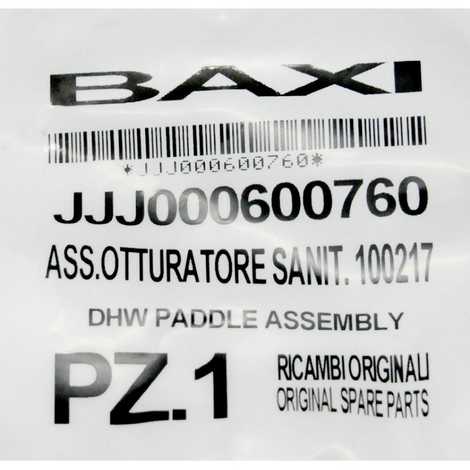 BAXI
*JJJ000600760*
JJJ000600760
ASS.OTTURATORE SANIT. 100217
DHW PADDLE ASSEMBLY
PZ.1
RICAMBI ORIGINALI
ORIGINAL SPARE PARTS